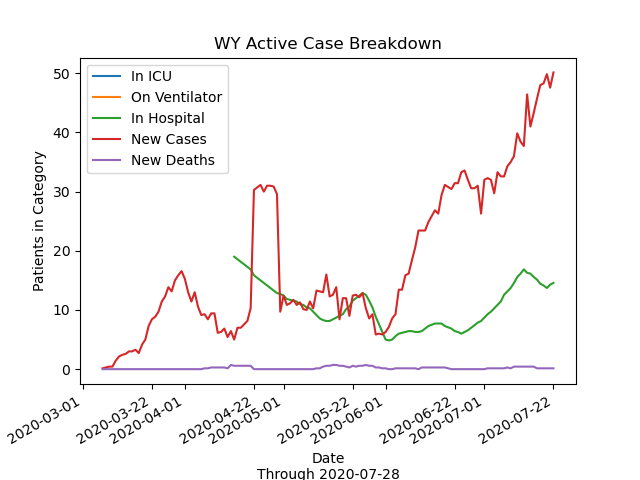 WY Active Case Breakdown
In ICU
On Ventilator
In Hospital
New Cases
New Deaths
Patients in Category
50
40
30
20
10
0
2020-03-01
2020-03-22
2020-04-01
2020-04-22
2020-05-01
2020-05-22
2020-06-01
2020-06-22
2020-07-01
2020-07-22
Date
Through 2020-07-28